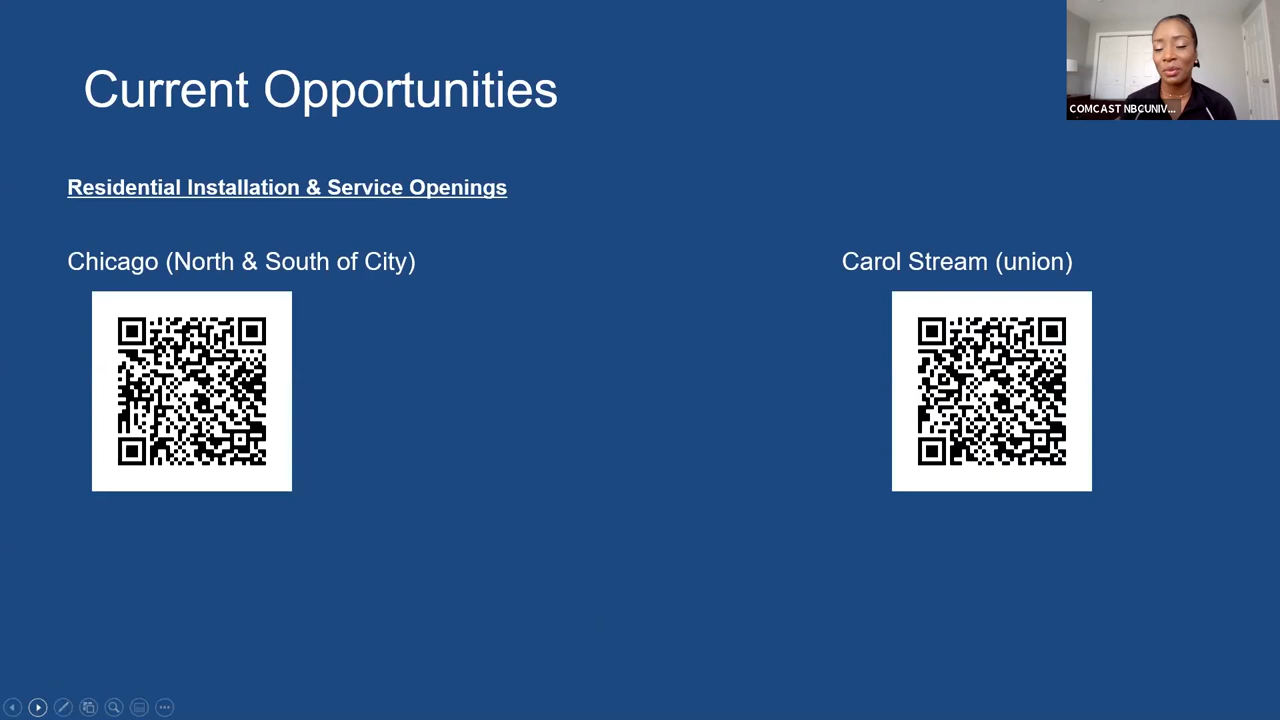 Current Opportunities
COMCAST NBCUNIV...
Residential Installation & Service Openings
Chicago (North & South of City)
Carol Stream (union)